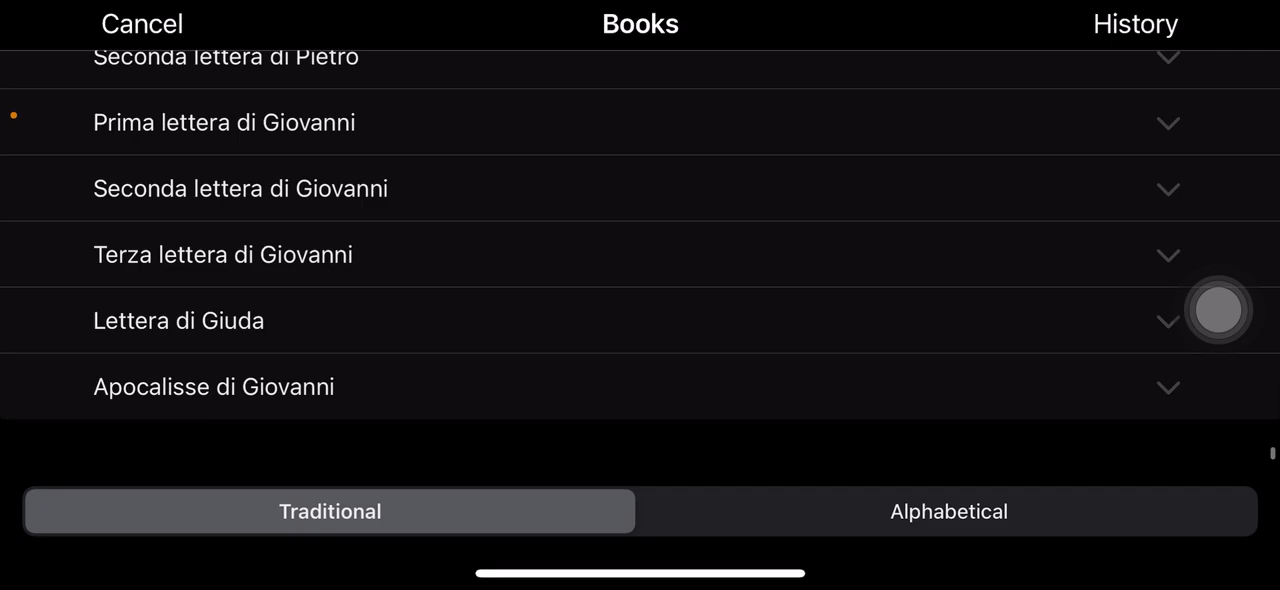 Cancel
Books
History
Seconda lettera di Pietro
Prima lettera di Giovanni
Seconda lettera di Giovanni
Terza lettera di Giovanni
Lettera di Giuda
Apocalisse di Giovanni
Traditional
Alphabetical